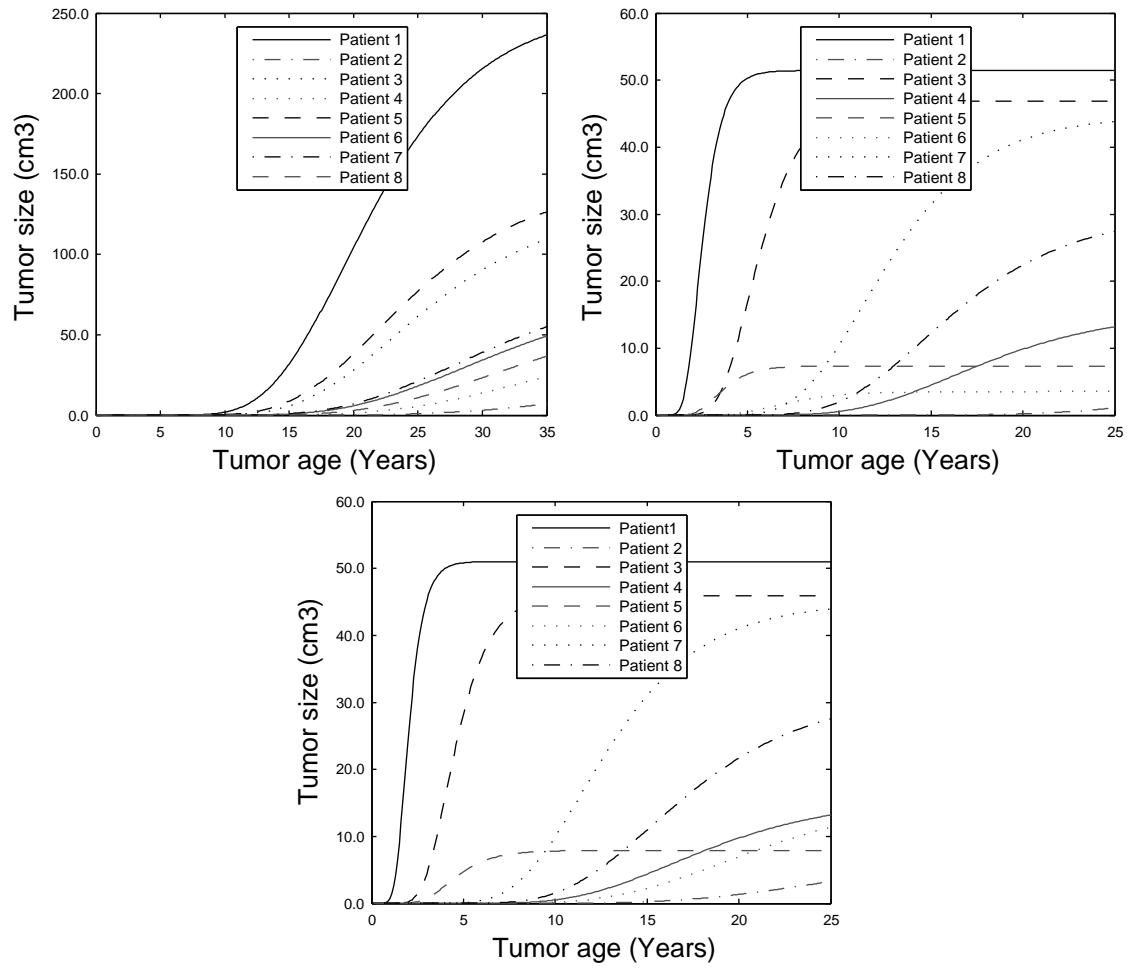 250.0
200.0
150.0
100.0
50.0
0.0
0 5 10 15 20 25 30 35
Tumor size (cm3)
Tumor age (Years)
Patient 1
Patient 2
Patient 3
Patient 4
Patient 5
Patient 6
Patient 7
Patient 8
60.0
50.0
40.0
30.0
20.0
10.0
0.0
0 5 10 15 20 25
Tumor size (cm3)
Tumor age (Years)
Patient 1
Patient 2
Patient 3
Patient 4
Patient 5
Patient 6
Patient 7
Patient 8
60.0
50.0
40.0
30.0
20.0
10.0
0.0
0 5 10 15 20 25
Tumor size (cm3)
Tumor age (Years)
Patient1
Patient 2
Patient 3
Patient 4
Patient 5
Patient 6
Patient 7
Patient 8